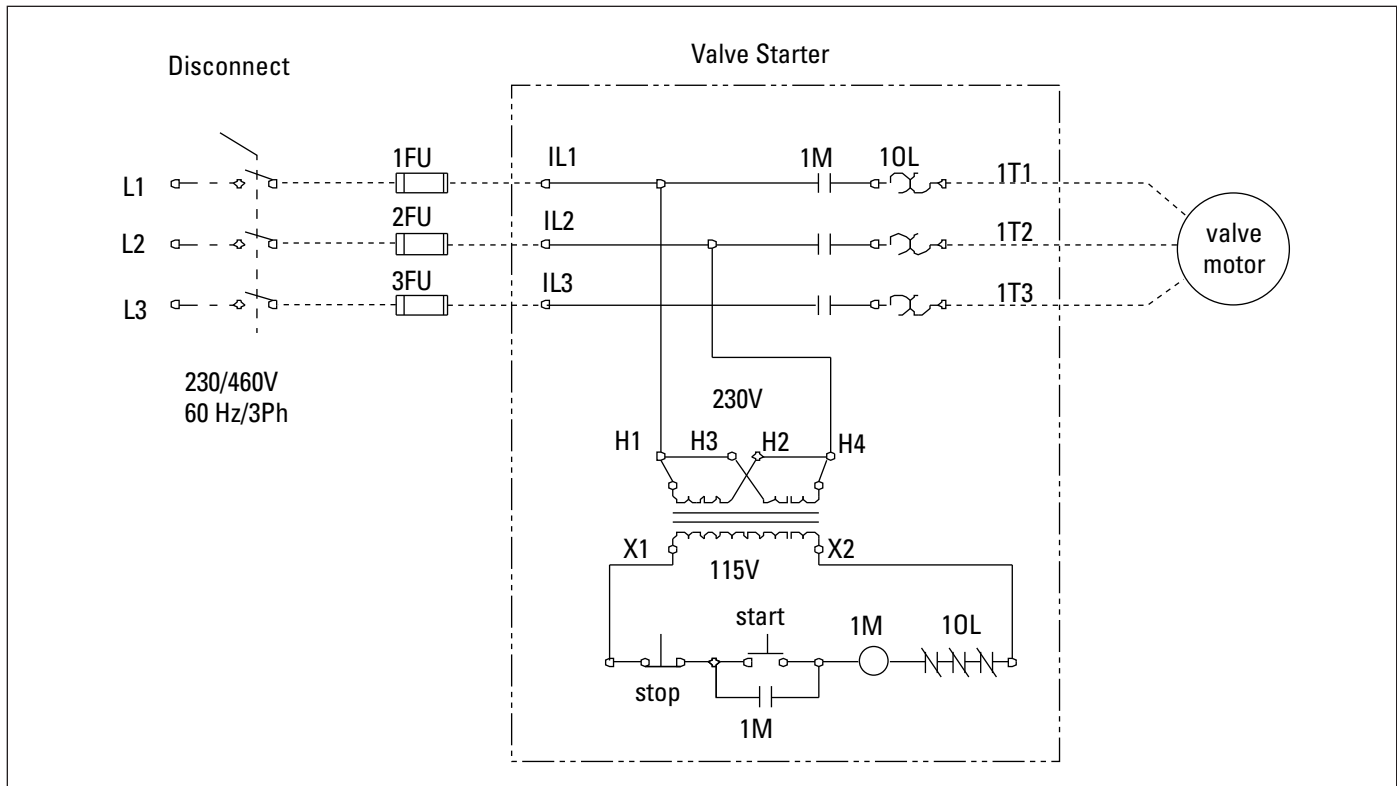 Disconnect
Valve Starter
L1
1FU
IL1
1M
1OL
1T1
L2
2FU
IL2
1T2
valve
motor
L3
3FU
IL3
1T3
230/460V
60 Hz/3Ph
230V
H1
H3
H2
H4
X1
115V
X2
start
1M
1OL
stop
1M